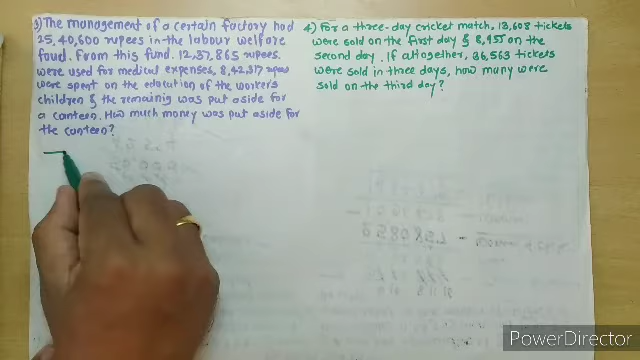 3) The management of a certain factory had
25,40,600 rupees in the labour welfare
faud. From this fund. 12,37,865 rupees.
were used for medical expenses, 8,42,317 rupees
were spent on the education of the workers
children & the remainig was put aside for
a canteen. How much money was put aside for
the canteen?
4) For a three-day cricket match, 13,608 tickets
were sold on the first day & 8,955 on the
second day. If altogether, 36,563 tickets
were sold in three days, how many were
sold on the third day?
PowerDirector